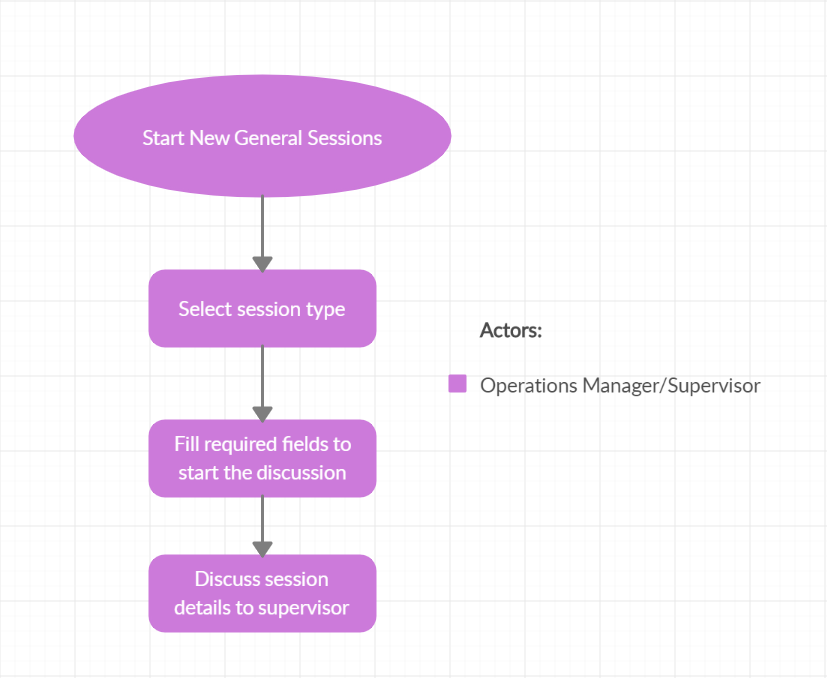 Start New General Sessions
Select session type
Actors:
Operations Manager/Supervisor
Fill required fields to
start the discussion
Discuss session
details to supervisor